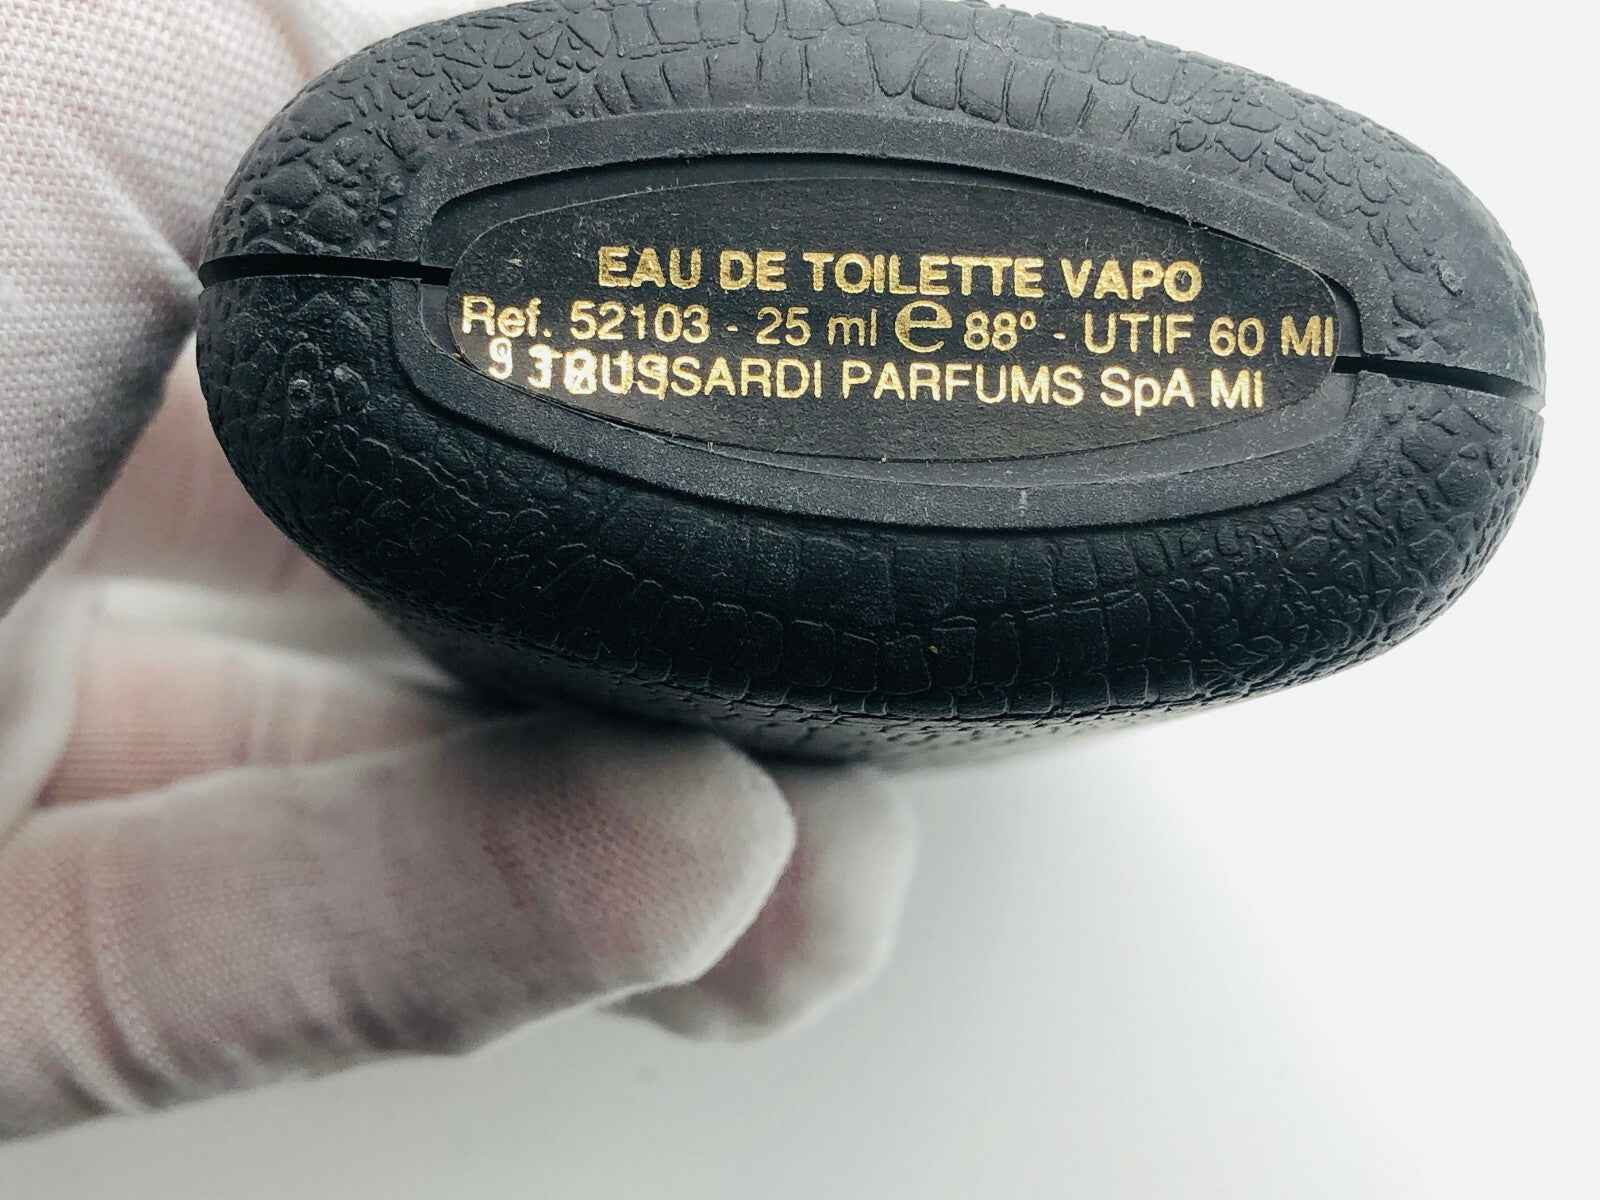 EAU DE TOILETTE VAPO
Ref. 52103 - 25 ml ℮ 88° - UTIF 60 MI
TRUSSARDI PARFUMS SpA MI